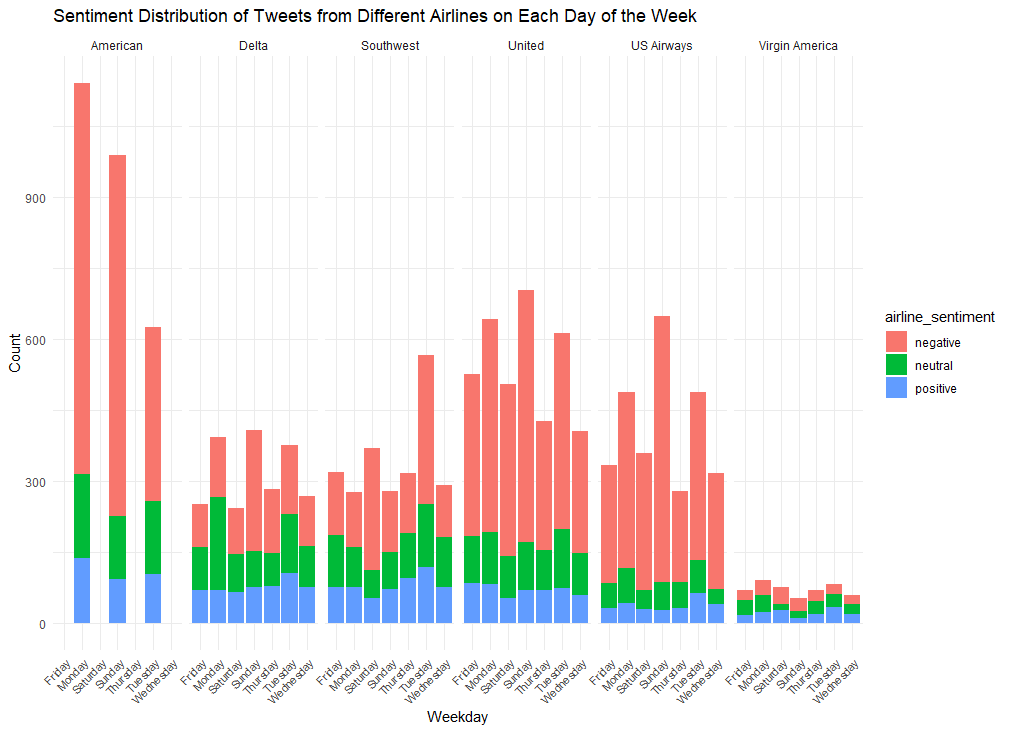 Sentiment Distribution of Tweets from Different Airlines on Each Day of the Week
American Delta Southwest United US Airways Virgin America
900
600
300
0
Count
Friday Monday Saturday Sunday Thursday Tuesday Wednesday Friday Monday Saturday Sunday Thursday Tuesday Wednesday Friday Monday Saturday Sunday Thursday Tuesday Wednesday Friday Monday Saturday Sunday Thursday Tuesday Wednesday Friday Monday Saturday Sunday Thursday Tuesday Wednesday Friday Monday Saturday Sunday Thursday Tuesday Wednesday
Weekday
airline_sentiment
negative
neutral
positive